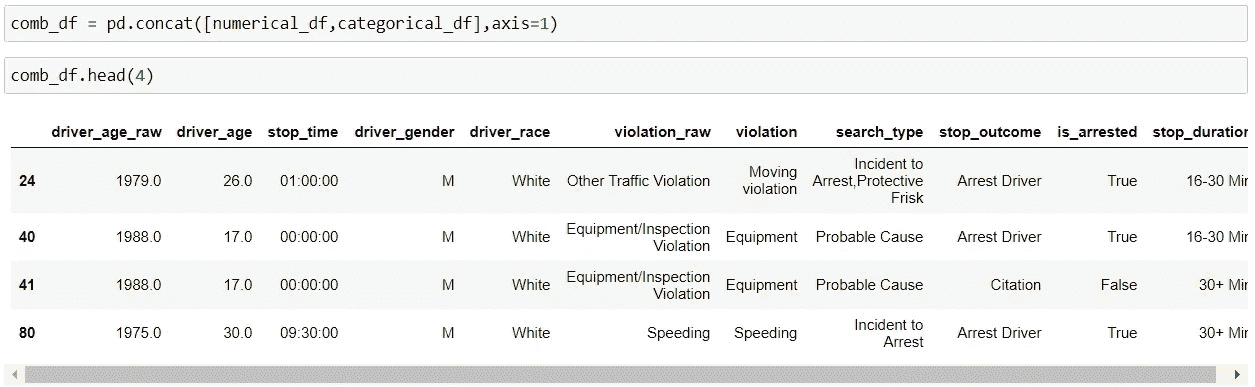 comb_df = pd.concat([numerical_df,categorical_df],axis=1)
comb_df.head(4)
driver_age_raw driver_age stop_time driver_gender driver_race violation_raw violation search_type stop_outcome is_arrested stop_duration
24 1979.0 26.0 01:00:00 M White Other Traffic Violation Moving violation Incident to Arrest,Protective Frisk Arrest Driver True 16-30 Min
40 1988.0 17.0 00:00:00 M White Equipment/Inspection Violation Equipment Probable Cause Arrest Driver True 16-30 Min
41 1988.0 17.0 00:00:00 M White Equipment/Inspection Violation Equipment Probable Cause Citation False 30+ Min
80 1975.0 30.0 09:30:00 M White Speeding Speeding Incident to Arrest Arrest Driver True 30+ Min